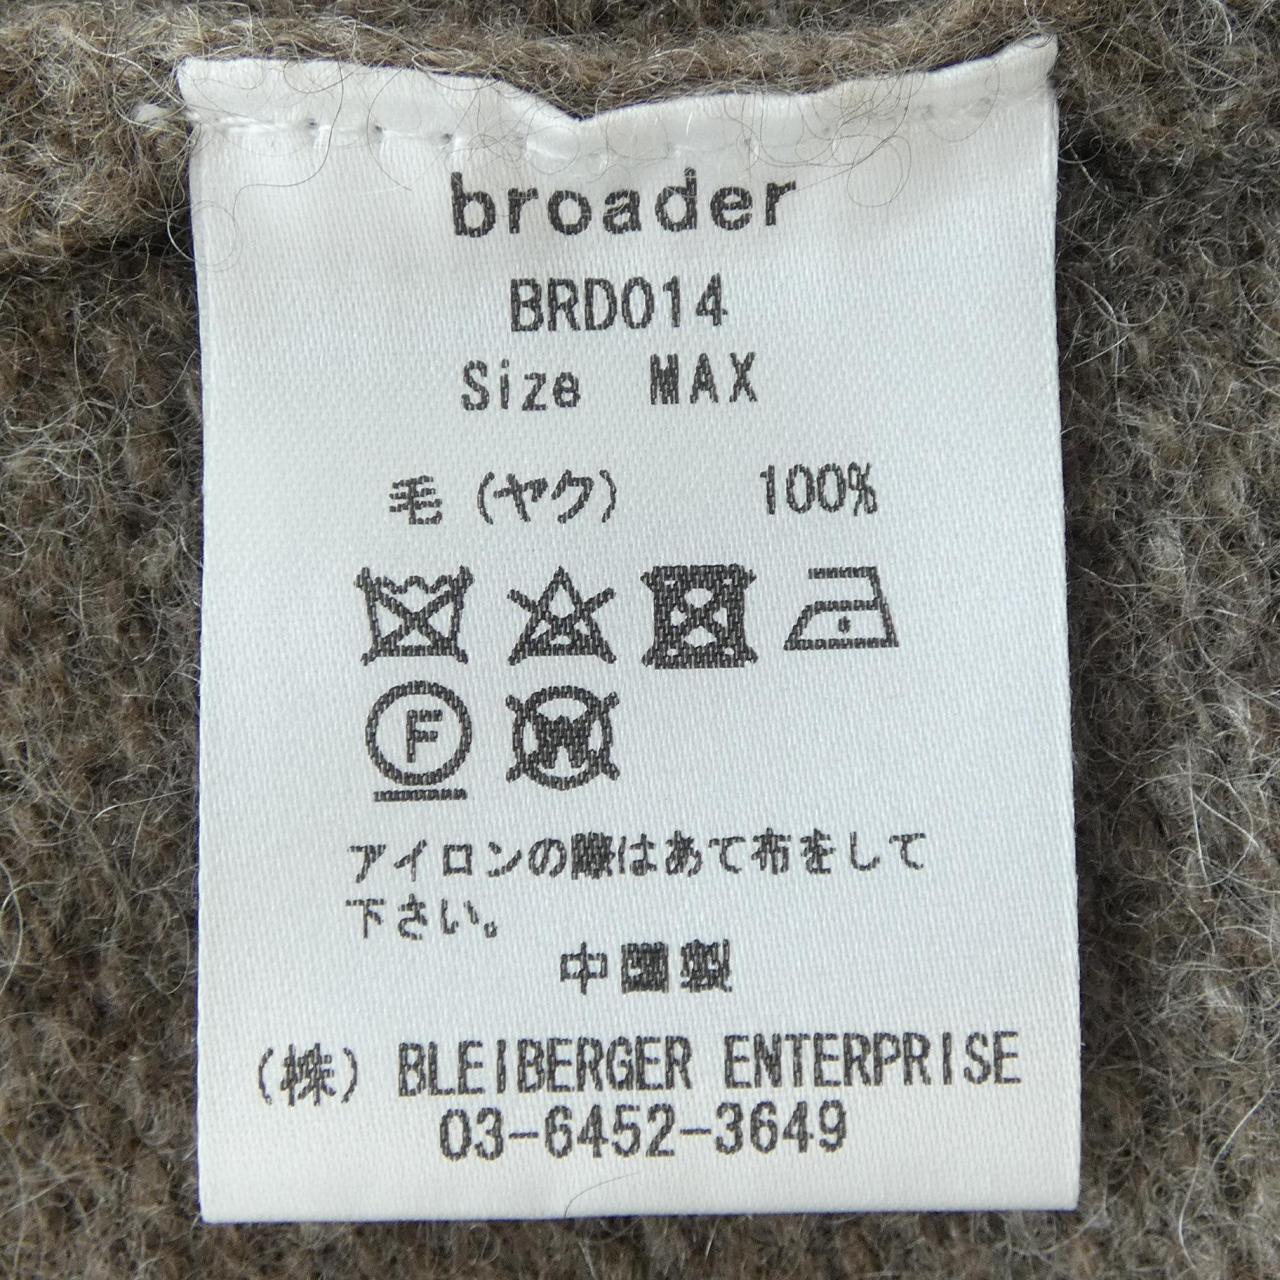 broader
BRD014
Size MAX
毛(ヤク) 100%
F
W
アイロンの際はあて布をして
下さい。
中国製
(株) BLEIBERGER ENTERPRISE
03-6452-3649